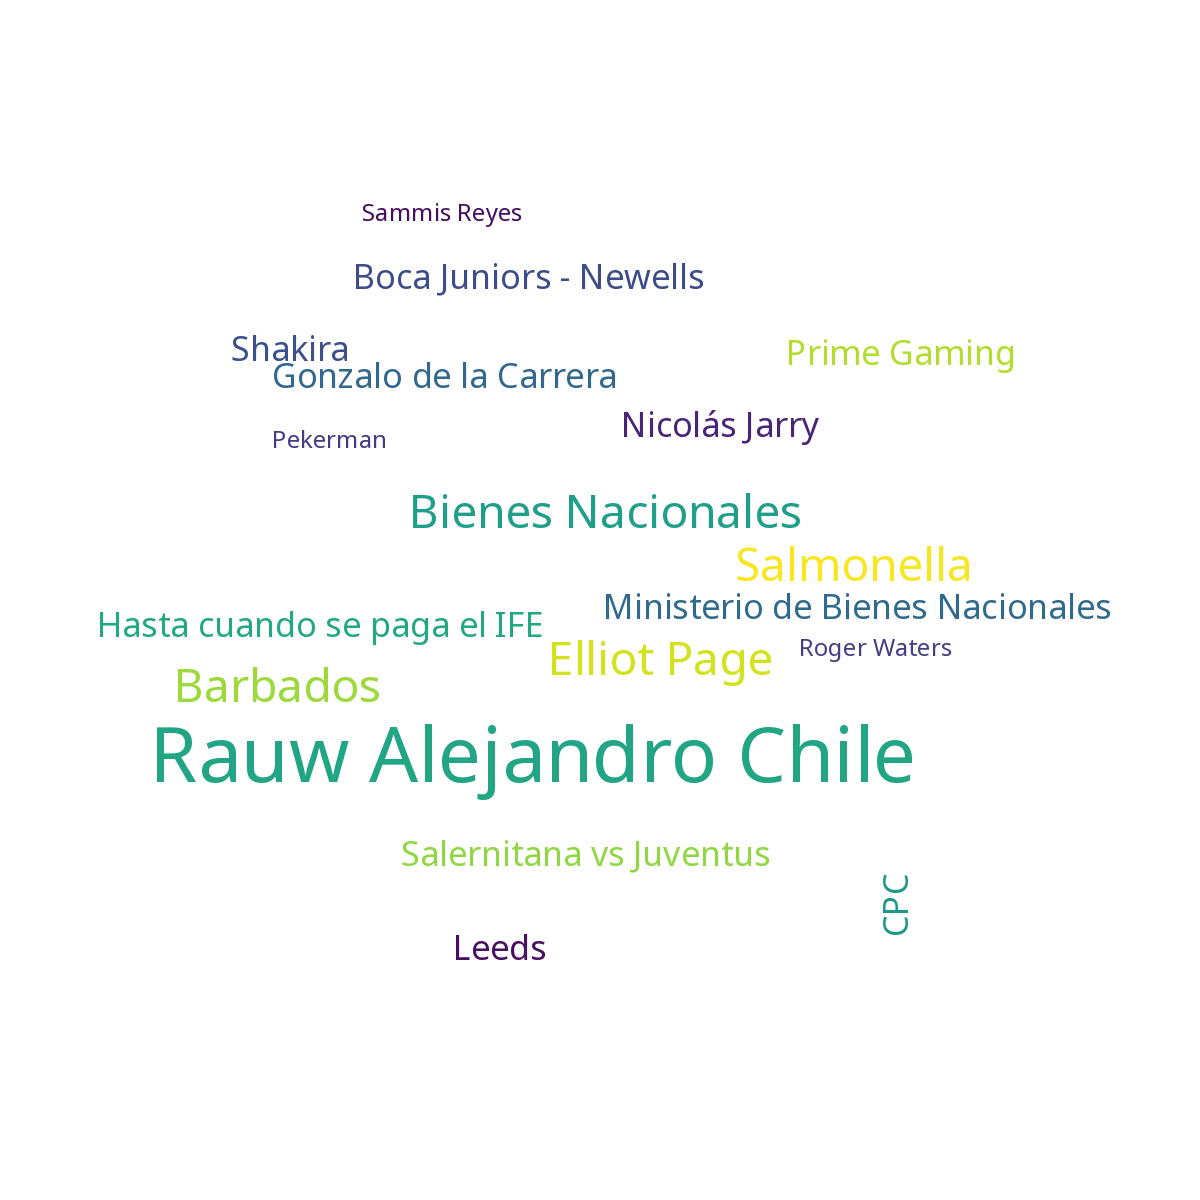 Sammis Reyes
Boca Juniors - Newells
Shakira
Prime Gaming
Gonzalo de la Carrera
Nicolás Jarry
Pekerman
Bienes Nacionales
Salmonella
Ministerio de Bienes Nacionales
Hasta cuando se paga el IFE
Roger Waters
Elliot Page
Barbados
Rauw Alejandro Chile
Salernitana vs Juventus
CPC
Leeds